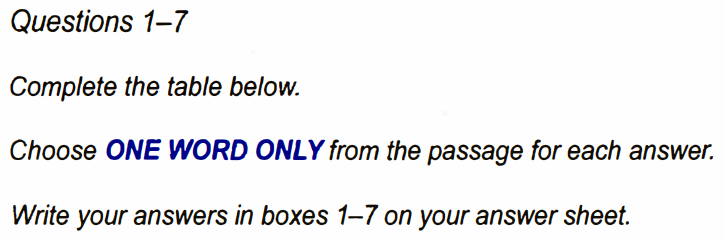 Questions 1–7
Complete the table below.
Choose ONE WORD ONLY from the passage for each answer.
Write your answers in boxes 1–7 on your answer sheet.